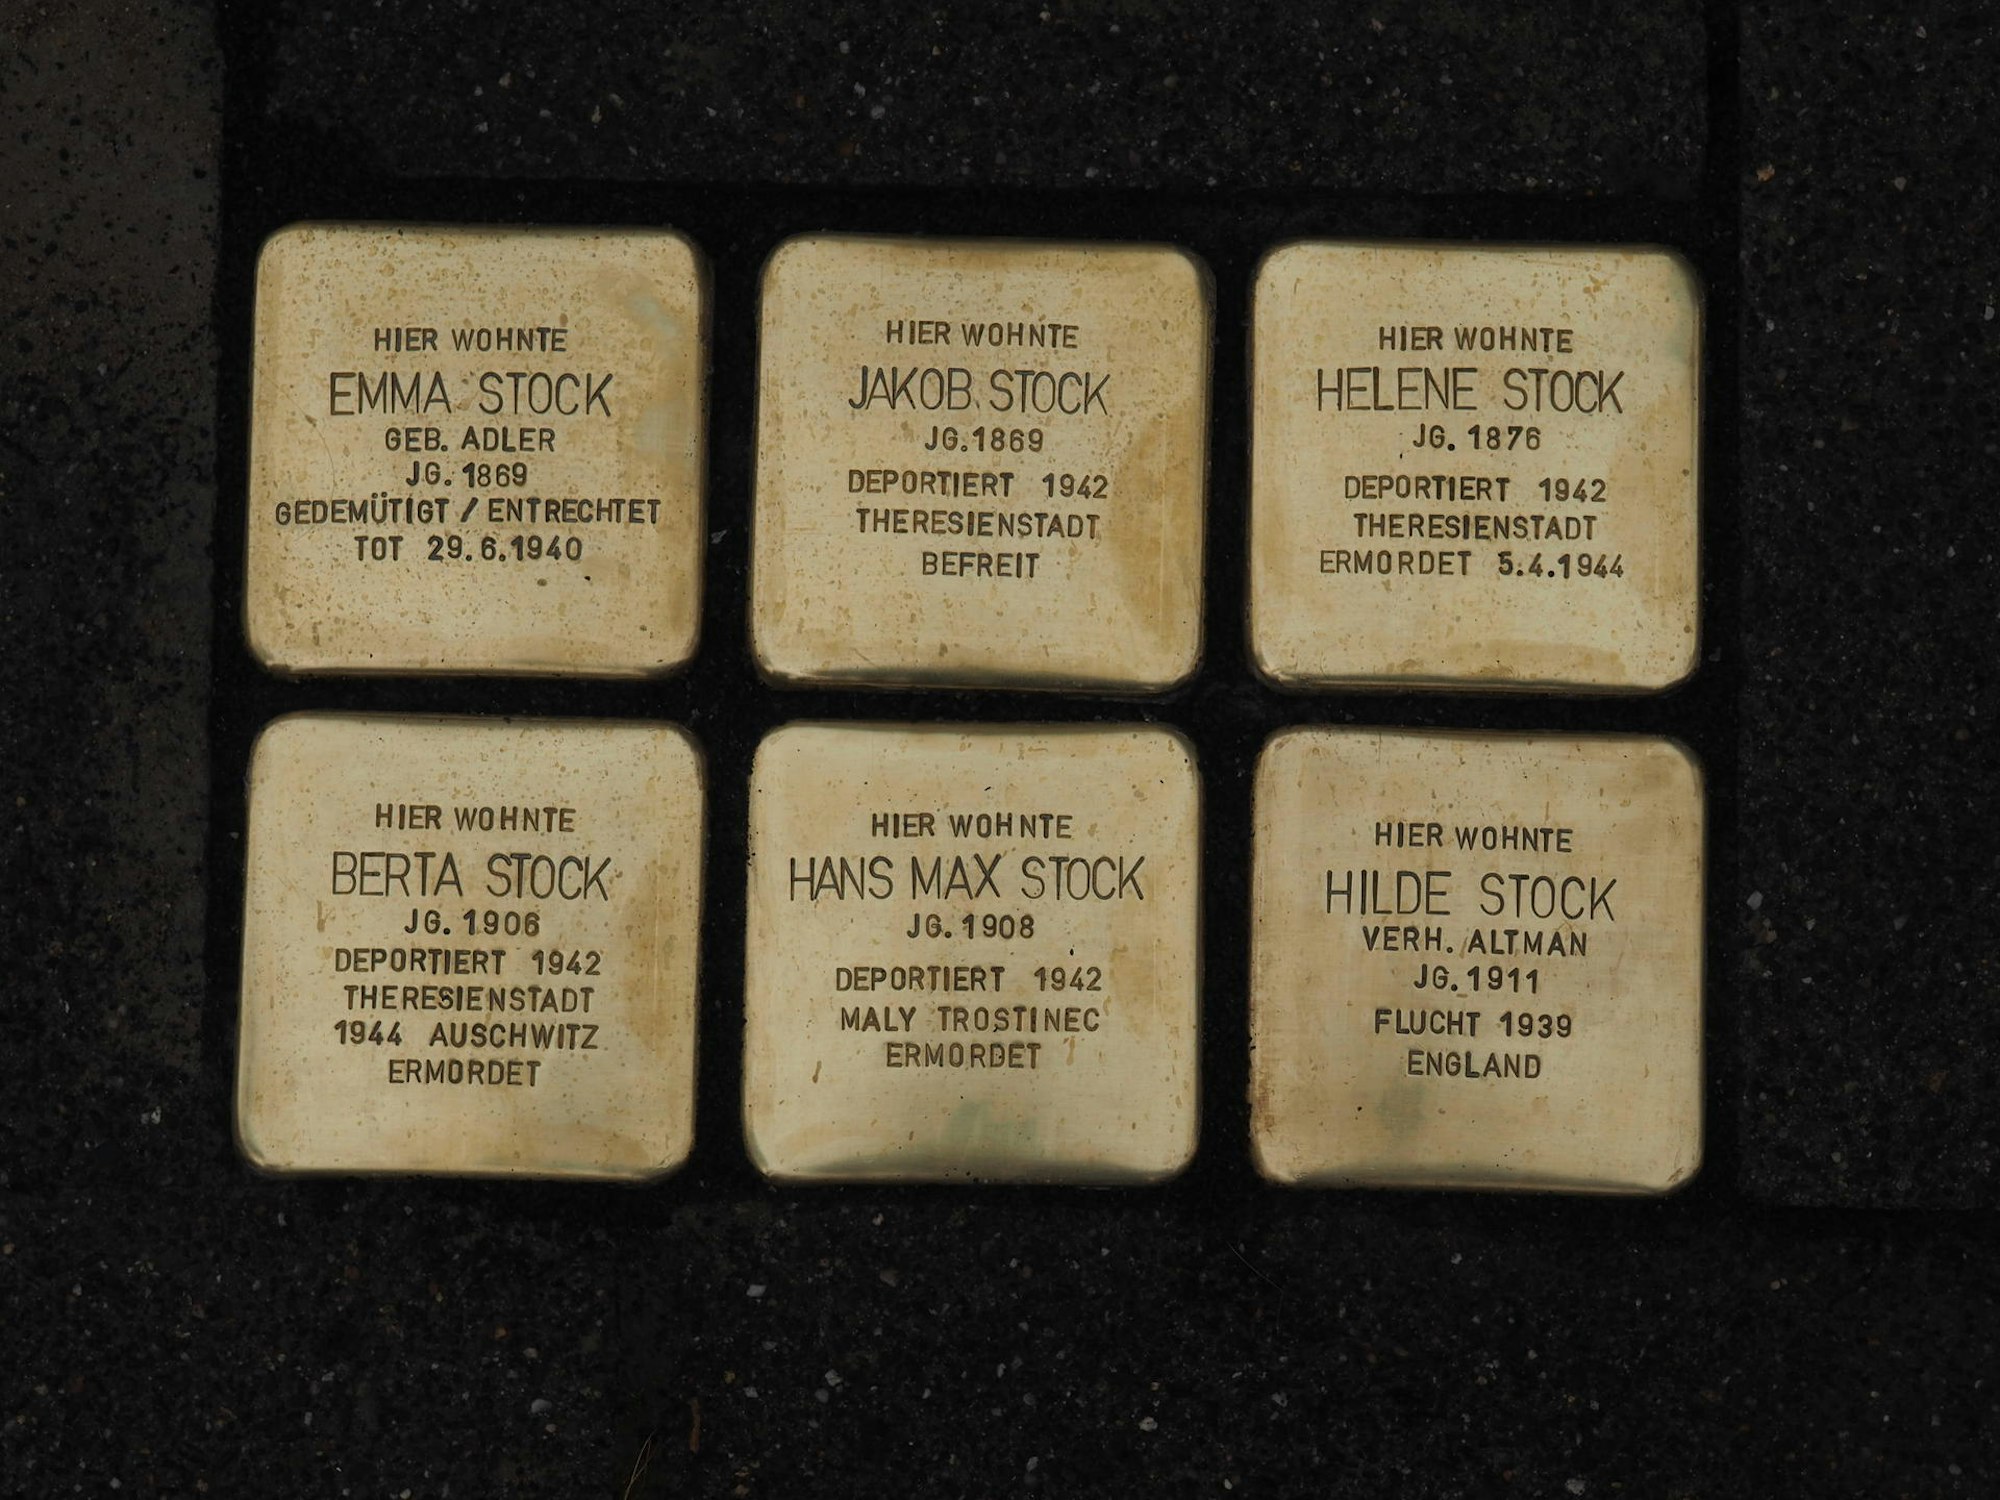 HIER WOHNTE
EMMA STOCK
GEB. ADLER
JG. 1869
GEDEMÜTIGT / ENTRECHTET
TOT 29.6.1940
HIER WOHNTE
JAKOB STOCK
JG. 1869
DEPORTIERT 1942
THERESIENSTADT
BEFREIT
HIER WOHNTE
HELENE STOCK
JG. 1876
DEPORTIERT 1942
THERESIENSTADT
ERMORDET 5.4.1944
HIER WOHNTE
BERTA STOCK
JG. 1906
DEPORTIERT 1942
THERESIENSTADT
1944 AUSCHWITZ
ERMORDET
HIER WOHNTE
HANS MAX STOCK
JG. 1908
DEPORTIERT 1942
MALY TROSTINEC
ERMORDET
HIER WOHNTE
HILDE STOCK
VERH. ALTMAN
JG. 1911
FLUCHT 1939
ENGLAND